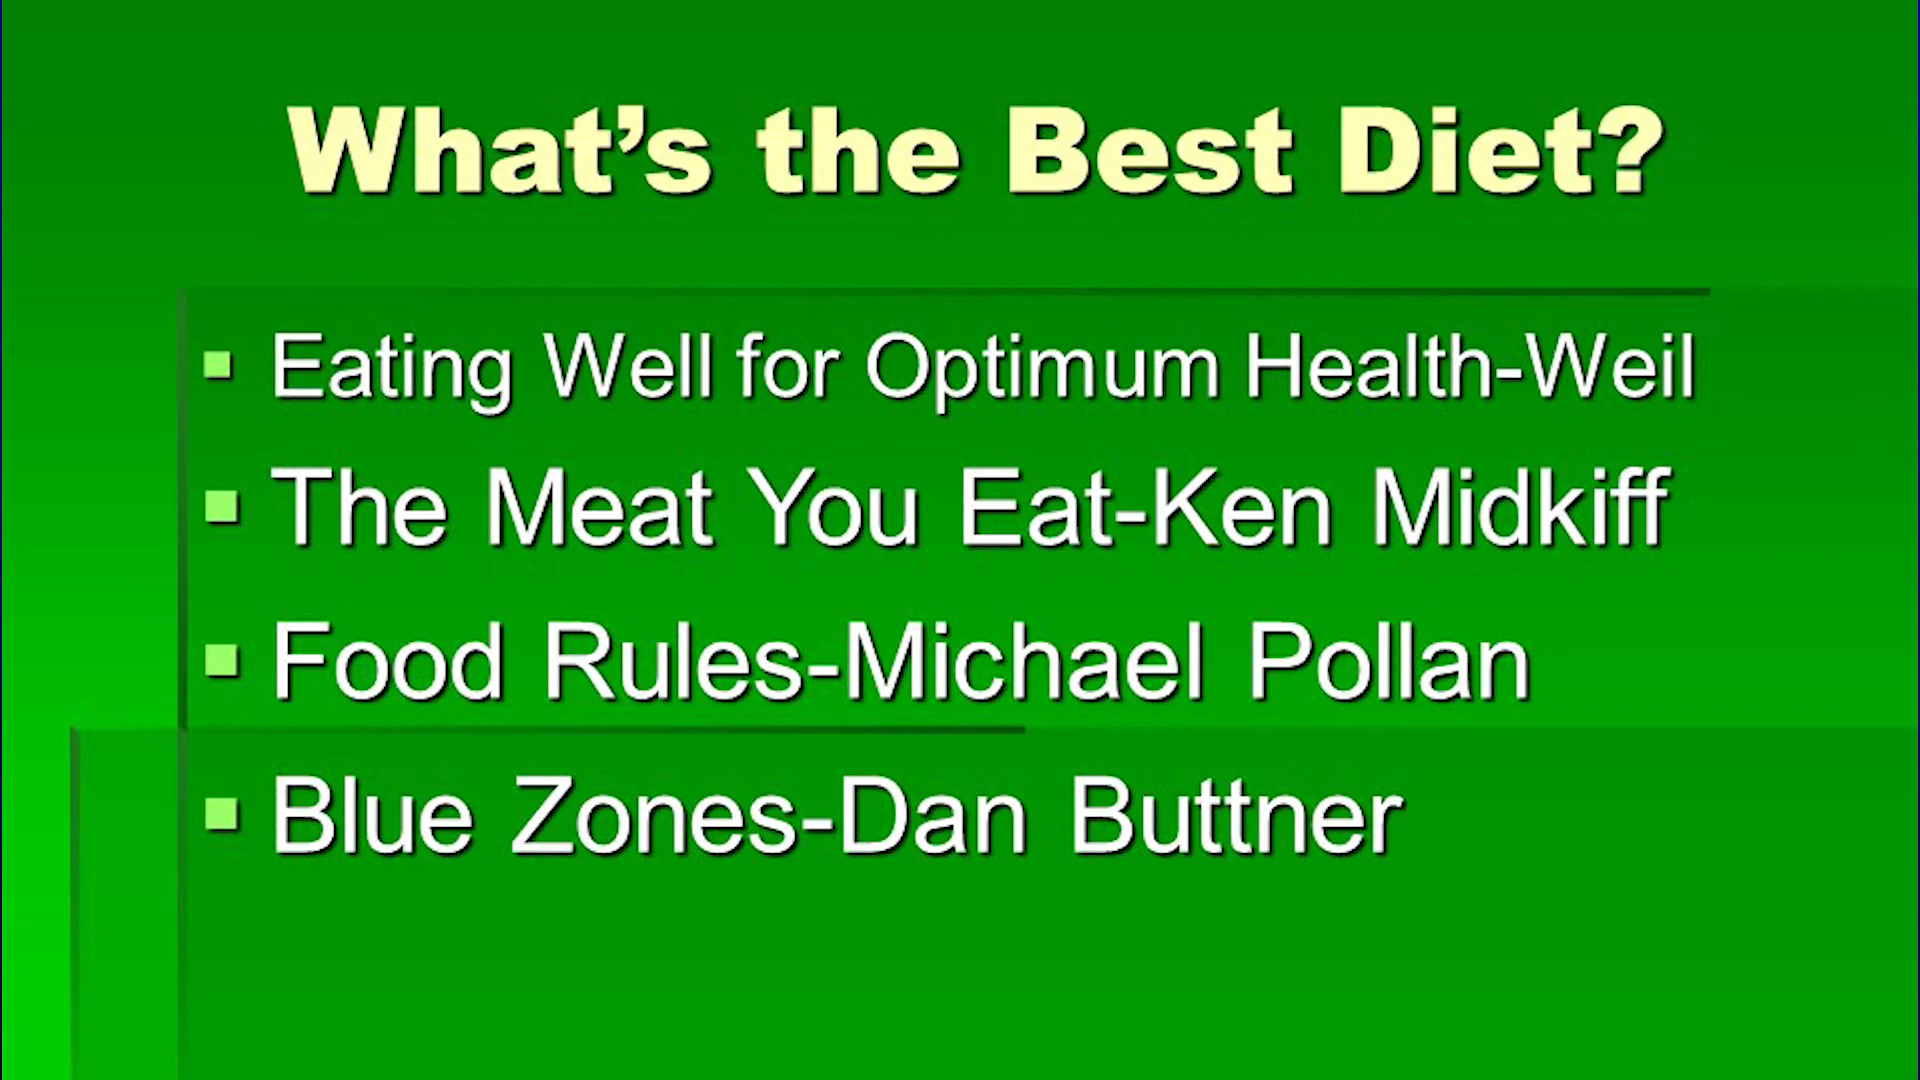 What’s the Best Diet?
Eating Well for Optimum Health-Weil
The Meat You Eat-Ken Midkiff
Food Rules-Michael Pollan
Blue Zones-Dan Buttner